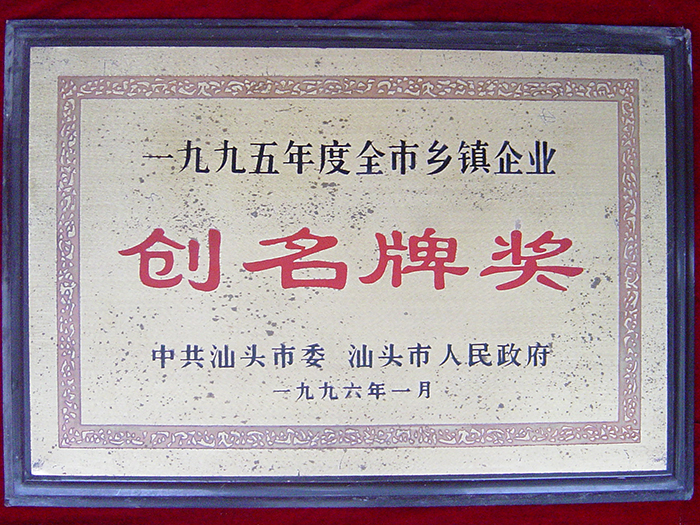 一九九五年度全市乡镇企业
创名牌奖
中共汕头市委 汕头市人民政府
一九九六年一月